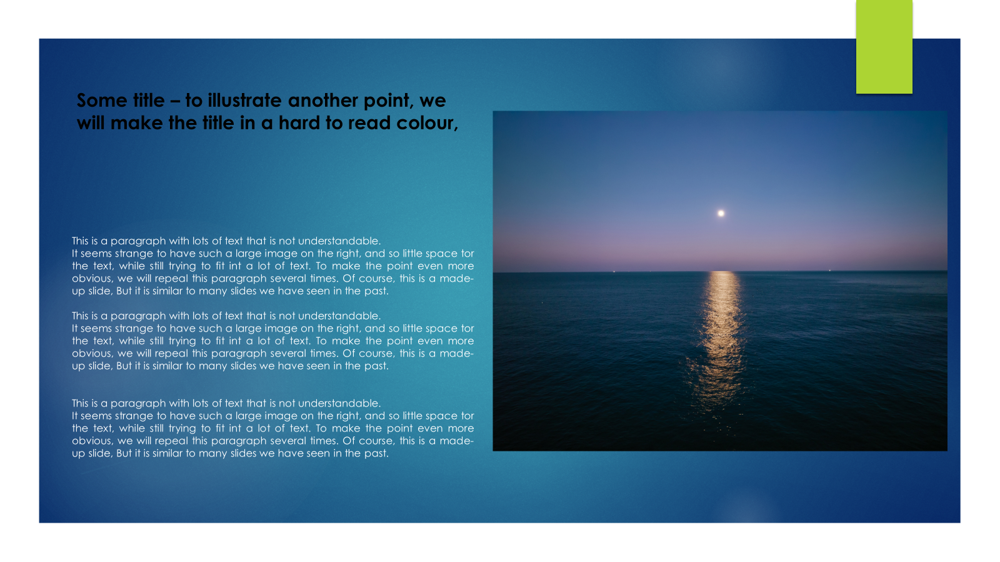 Some title – to illustrate another point, we
will make the title in a hard to read colour,
This is a paragraph with lots of text that is not understandable.
It seems strange to have such a large image on the right, and so little space for
the text, while still trying to fit int a lot of text. To make the point even more
obvious, we will repeal this paragraph several times. Of course, this is a made-
up slide, But it is similar to many slides we have seen in the past.
This is a paragraph with lots of text that is not understandable.
It seems strange to have such a large image on the right, and so little space for
the text, while still trying to fit int a lot of text. To make the point even more
obvious, we will repeal this paragraph several times. Of course, this is a made-
up slide, But it is similar to many slides we have seen in the past.
This is a paragraph with lots of text that is not understandable.
It seems strange to have such a large image on the right, and so little space for
the text, while still trying to fit int a lot of text. To make the point even more
obvious, we will repeal this paragraph several times. Of course, this is a made-
up slide, But it is similar to many slides we have seen in the past.